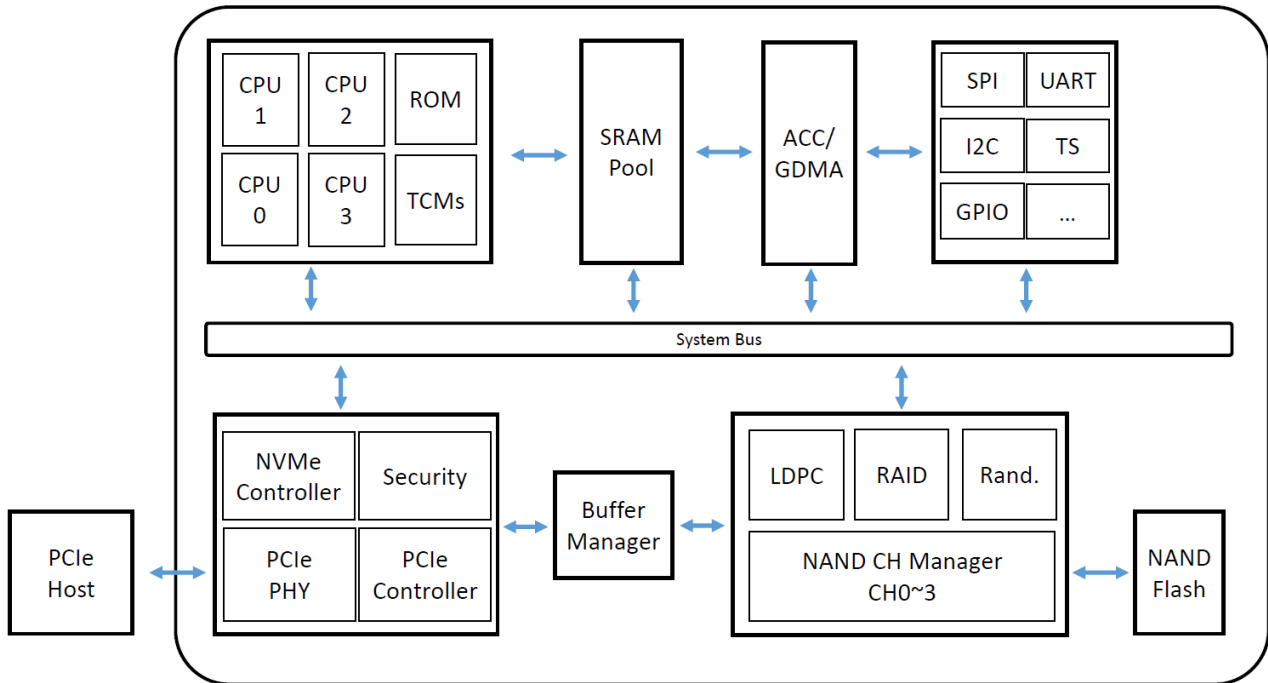 CPU
1
CPU
2
ROM
CPU
0
CPU
3
TCMs
SRAM
Pool
ACC/
GDMA
SPI
UART
I2C
TS
GPIO
...
System Bus
NVMe
Controller
Security
PCIe
PHY
PCIe
Controller
Buffer
Manager
LDPC
RAID
Rand.
NAND CH Manager
CH0~3
PCIe
Host
NAND
Flash